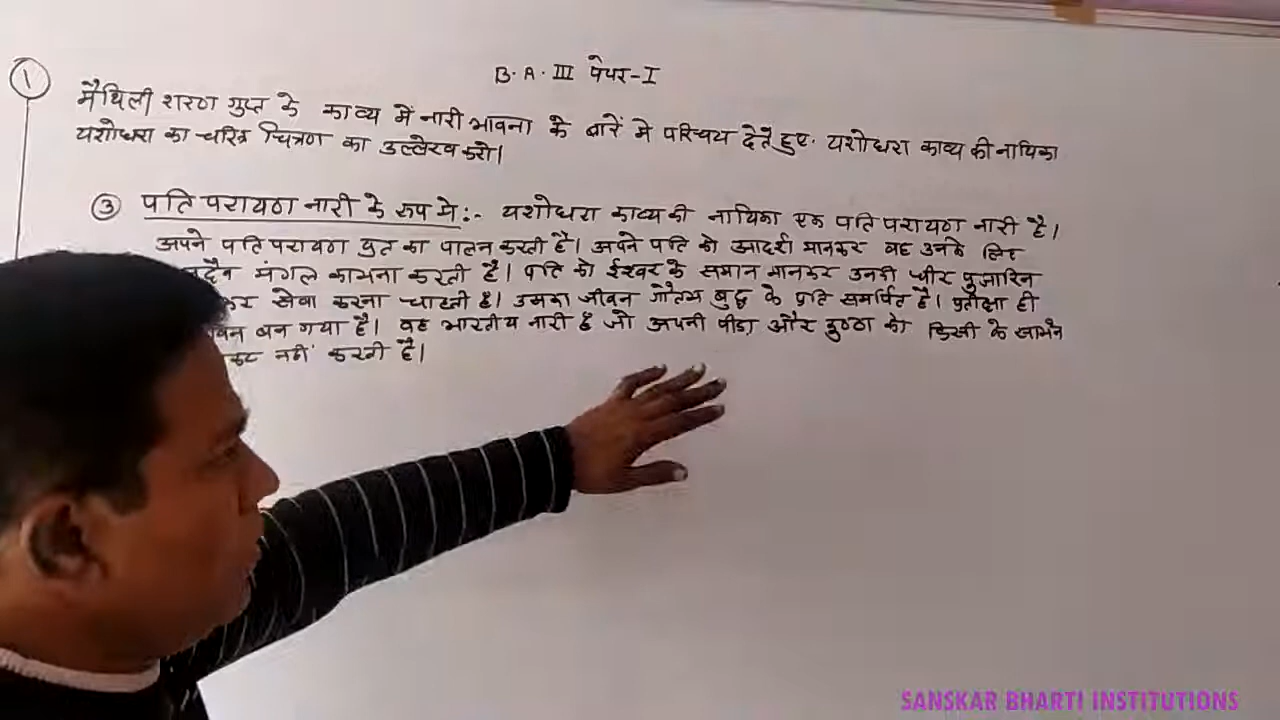 १
B. A. III पेपर-I
मैथिली शरण गुप्त के काव्य में नारी भावना के बारें मे परिचय देते हुए यशोधरा काव्य की नायिका
यशोधरा का चरित्र चित्रण का उल्लेख करो।
③ पति परायण नारी के रुप मे:- यशोधरा काव्य की नायिका एक पति परायण नारी है।
अपने पति परायण व्रत का पालन करती है। अपने पति को आदर्श मानकर वह उनके लिए
मंगल कामना करती है। पति को ईश्वर के समान मानकर उनकी धीर पुजारिन
सेवा करना चाहती है। उसका जीवन गौतम बुद्ध के प्रति समर्पित है। प्रतीक्षा ही
बन गया है। वह भारतीय नारी है जो अपनी पीडा और कुण्ठा को किसी के सामने
नहीं करती है।
SANSKAR BHARTI INSTITUTIONS